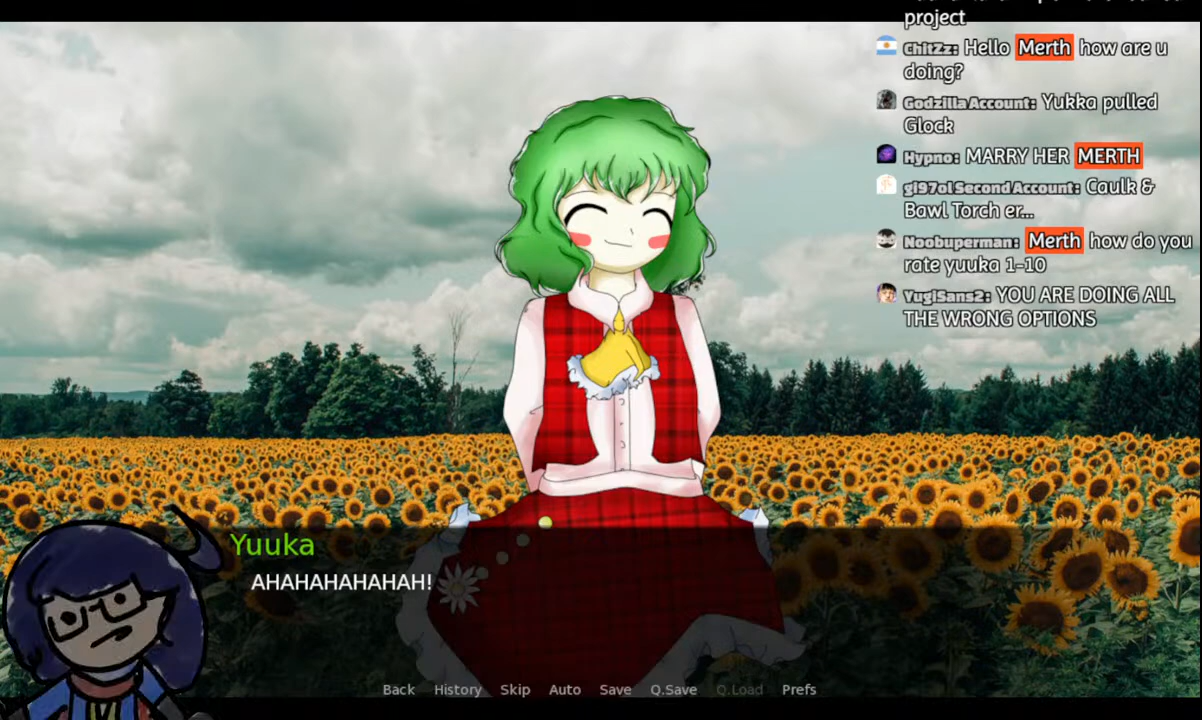 project
ChitZz: Hello Merth how are u
doing?
Godzilla Account: Yukka pulled
Glock
Hypno: MARRY HER MERTH
gl97ol Second Account: Caulk &
Bawl Torch er...
Noobuperman: Merth how do you
rate yuuka 1-10
YugiSans2: YOU ARE DOING ALL
THE WRONG OPTIONS
Yuuka
AHAHAHAHAHAH!
Back History Skip Auto Save Q.Save Q.Load Prefs